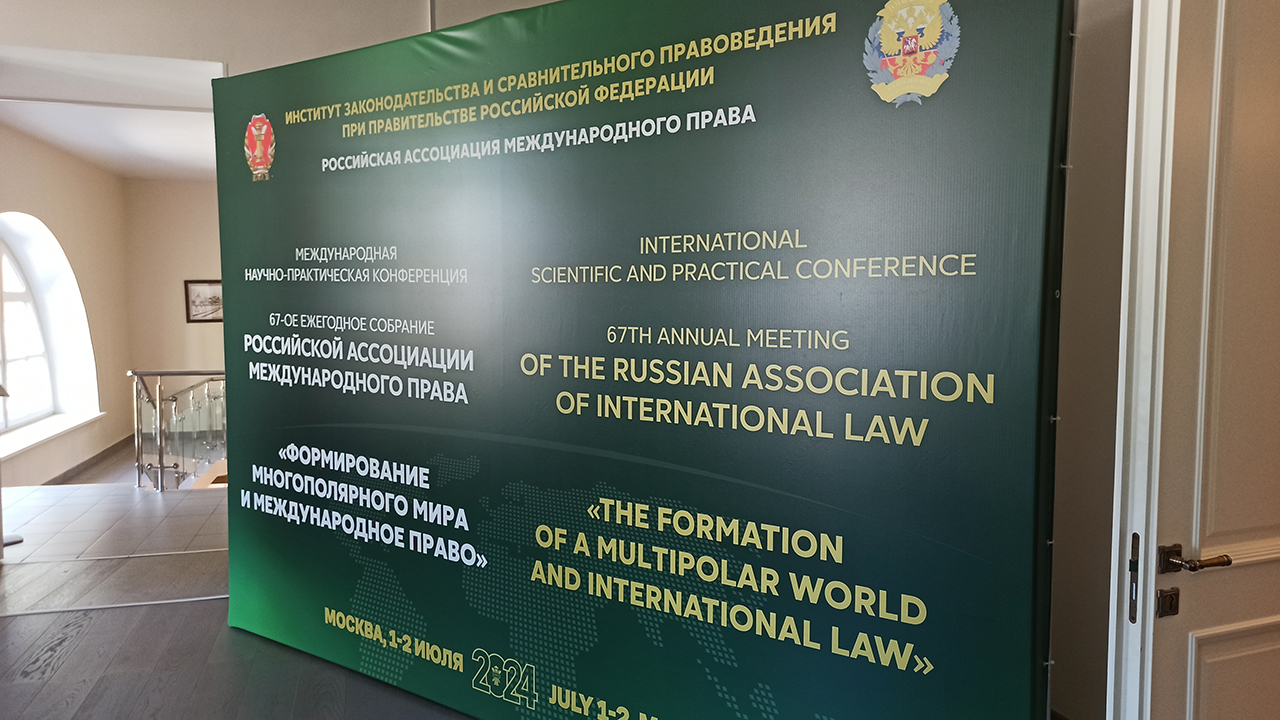 ИНСТИТУТ ЗАКОНОДАТЕЛЬСТВА И СРАВНИТЕЛЬНОГО ПРАВОВЕДЕНИЯ
ПРИ ПРАВИТЕЛЬСТВЕ РОССИЙСКОЙ ФЕДЕРАЦИИ
РОССИЙСКАЯ АССОЦИАЦИЯ МЕЖДУНАРОДНОГО ПРАВА
МЕЖДУНАРОДНАЯ
НАУЧНО-ПРАКТИЧЕСКАЯ КОНФЕРЕНЦИЯ
67-ОЕ ЕЖЕГОДНОЕ СОБРАНИЕ
РОССИЙСКОЙ АССОЦИАЦИИ
МЕЖДУНАРОДНОГО ПРАВА
«ФОРМИРОВАНИЕ
МНОГОПОЛЯРНОГО МИРА
И МЕЖДУНАРОДНОЕ ПРАВО»
INTERNATIONAL
SCIENTIFIC AND PRACTICAL CONFERENCE
67TH ANNUAL MEETING
OF THE RUSSIAN ASSOCIATION
OF INTERNATIONAL LAW
«THE FORMATION
OF A MULTIPOLAR WORLD
AND INTERNATIONAL LAW»
МОСКВА, 1-2 ИЮЛЯ
2024
JULY 1-2,